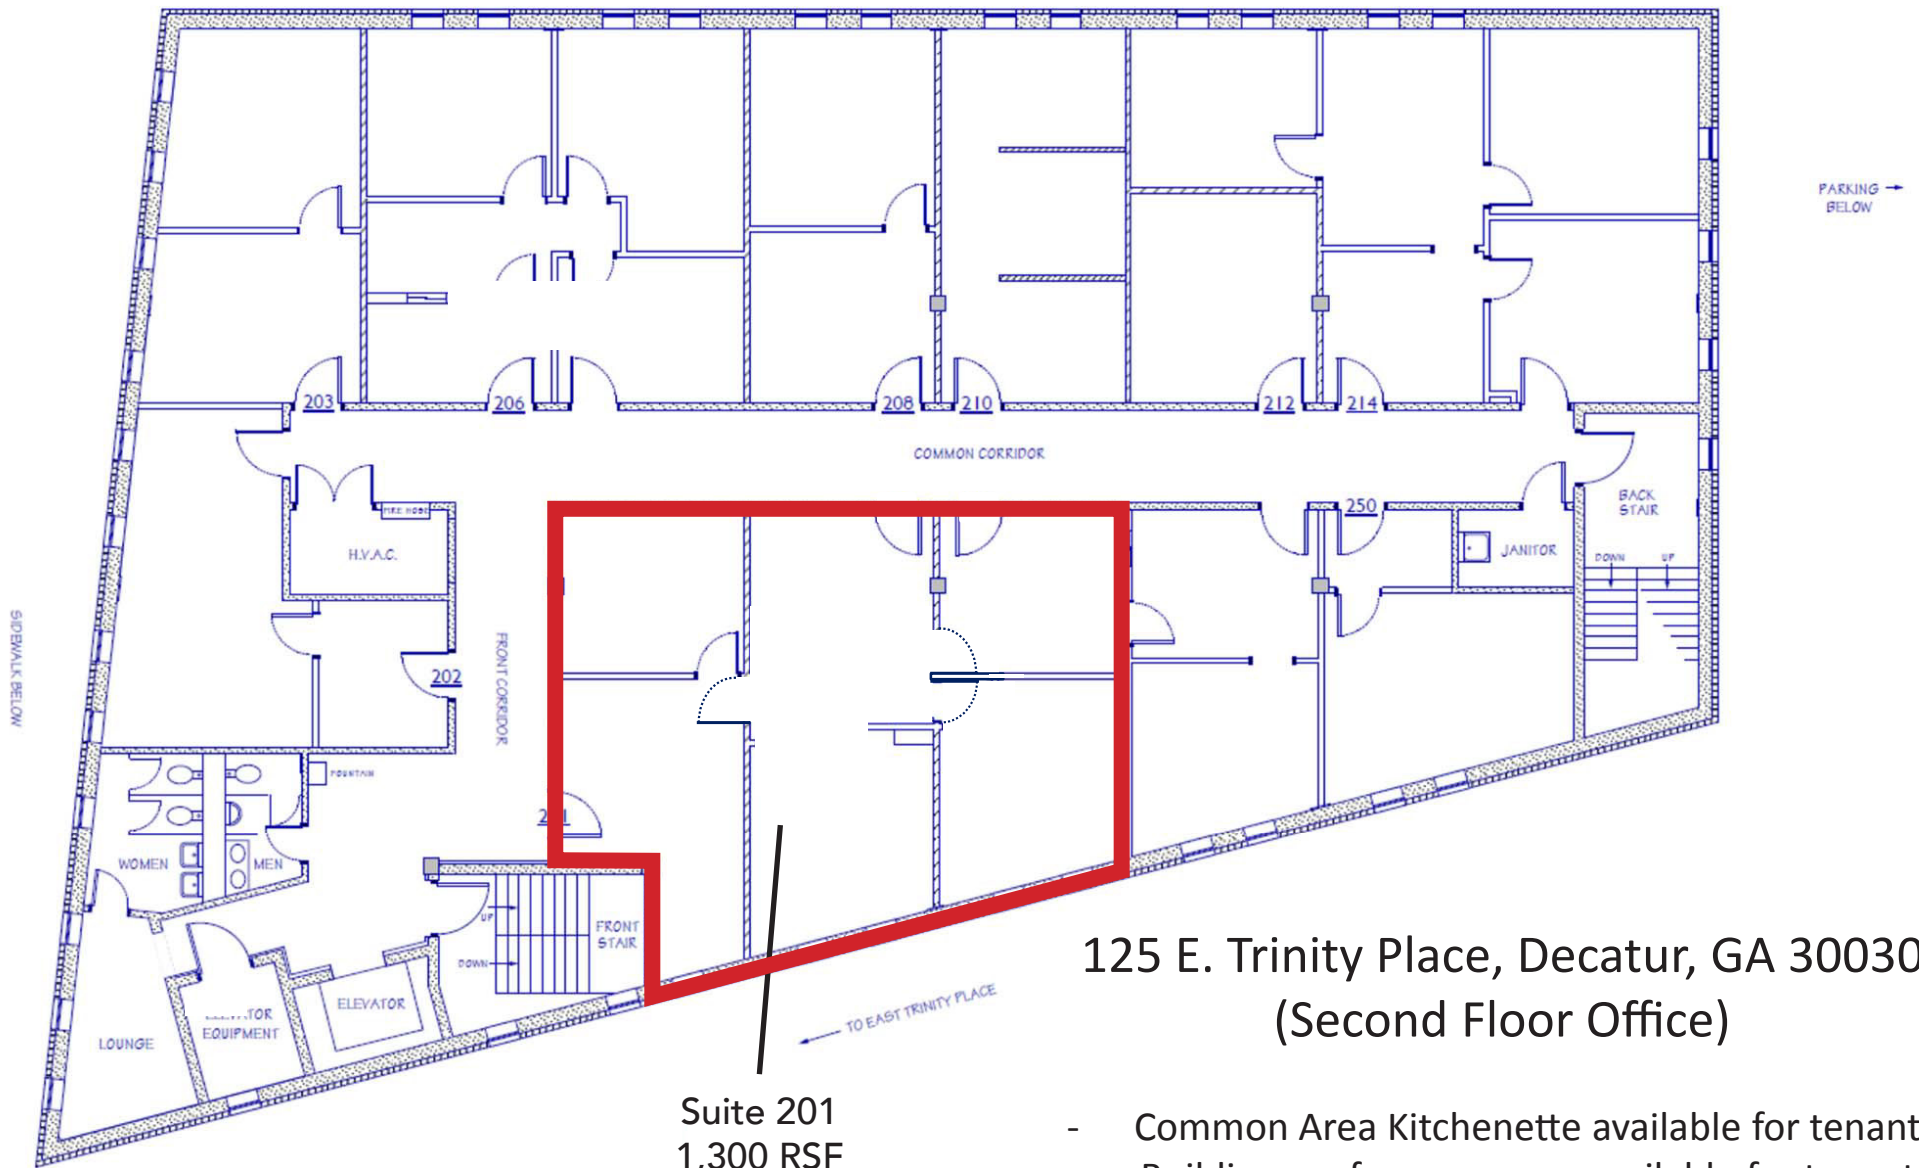 PARKING
BELOW
203
206
208
210
212
214
COMMON CORRIDOR
FIRE HOSE
250
BACK
STAIR
H.V.A.C.
JANITOR
DOWN
UP
SIDEWALK BELOW
FRONT CORRIDOR
202
FOUNTAIN
WOMEN
MEN
UP
FRONT
STAIR
DOWN
ELEVATOR
EQUIPMENT
LOUNGE
TO EAST TRINITY PLACE
125 E. Trinity Place, Decatur, GA 30030
(Second Floor Office)
Suite 201
1,300 RSF
- Common Area Kitchenette available for tenant